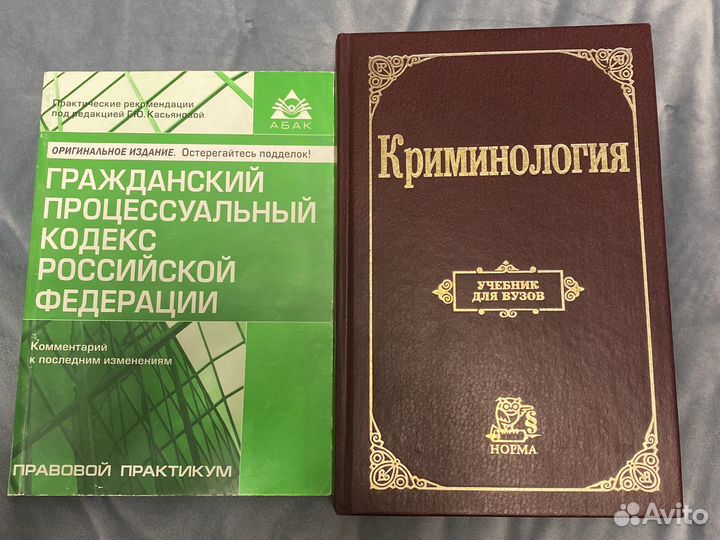 Практические рекомендации
под редакцией Г.Ю. Касьяновой
АБАК
ОРИГИНАЛЬНОЕ ИЗДАНИЕ. Остерегайтесь подделок!
ГРАЖДАНСКИЙ
ПРОЦЕССУАЛЬНЫЙ
КОДЕКС
РОССИЙСКОЙ
ФЕДЕРАЦИИ
Комментарий
к последним изменениям
ПРАВОВОЙ ПРАКТИКУМ
Криминология
УЧЕБНИК
ДЛЯ ВУЗОВ
§
НОРМА
Avito